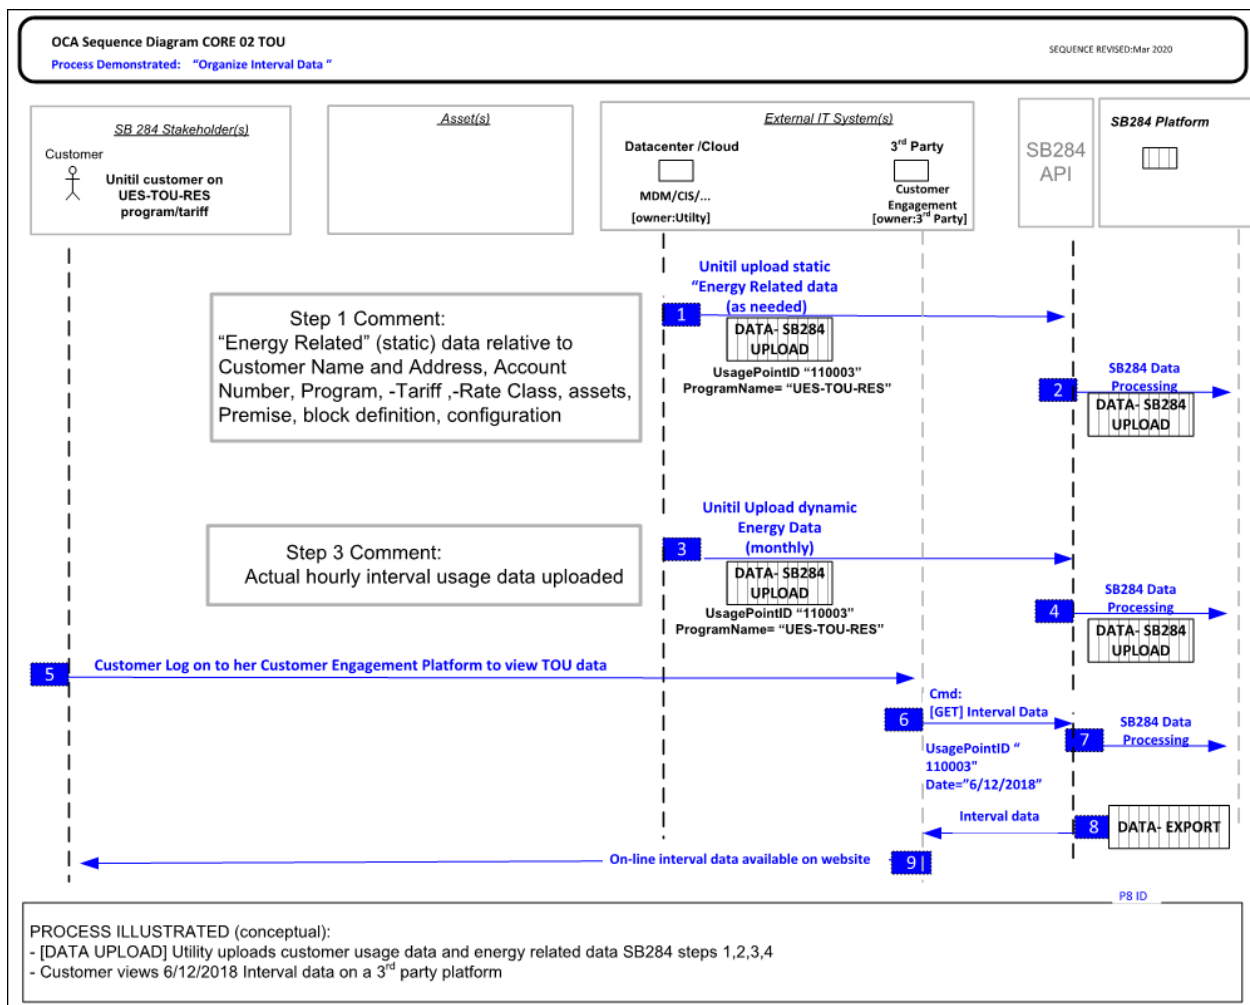 OCA Sequence Diagram CORE 02 TOU
SEQUENCE REVISED:Mar 2020
Process Demonstrated: “Organize Interval Data ”
SB 284 Stakeholder(s)
Customer
Unitil customer on
UES-TOU-RES
program/tariff
Asset(s)
External IT System(s)
Datacenter /Cloud
MDM/CIS/...
[owner:Utilty]
3rd Party
Customer
Engagement
[owner:3rd Party]
SB284
API
SB284 Platform
Unitil upload static
“Energy Related data
(as needed)
1
DATA- SB284
UPLOAD
UsagePointID “110003”
ProgramName= “UES-TOU-RES”
Step 1 Comment:
“Energy Related” (static) data relative to
Customer Name and Address, Account
Number, Program, -Tariff ,-Rate Class, assets,
Premise, block definition, configuration
SB284 Data
Processing
2
DATA- SB284
UPLOAD
Unitil Upload dynamic
Energy Data
(monthly)
3
DATA- SB284
UPLOAD
UsagePointID “110003”
ProgramName= “UES-TOU-RES”
Step 3 Comment:
Actual hourly interval usage data uploaded
SB284 Data
Processing
4
DATA- SB284
UPLOAD
5
Customer Log on to her Customer Engagement Platform to view TOU data
6
Cmd:
[GET] Interval Data
UsagePointID “
110003"
Date=”6/12/2018”
7
SB284 Data
Processing
Interval data
8
DATA- EXPORT
On-line interval data available on website
9
P8 ID
PROCESS ILLUSTRATED (conceptual):
- [DATA UPLOAD] Utility uploads customer usage data and energy related data SB284 steps 1,2,3,4
- Customer views 6/12/2018 Interval data on a 3rd party platform